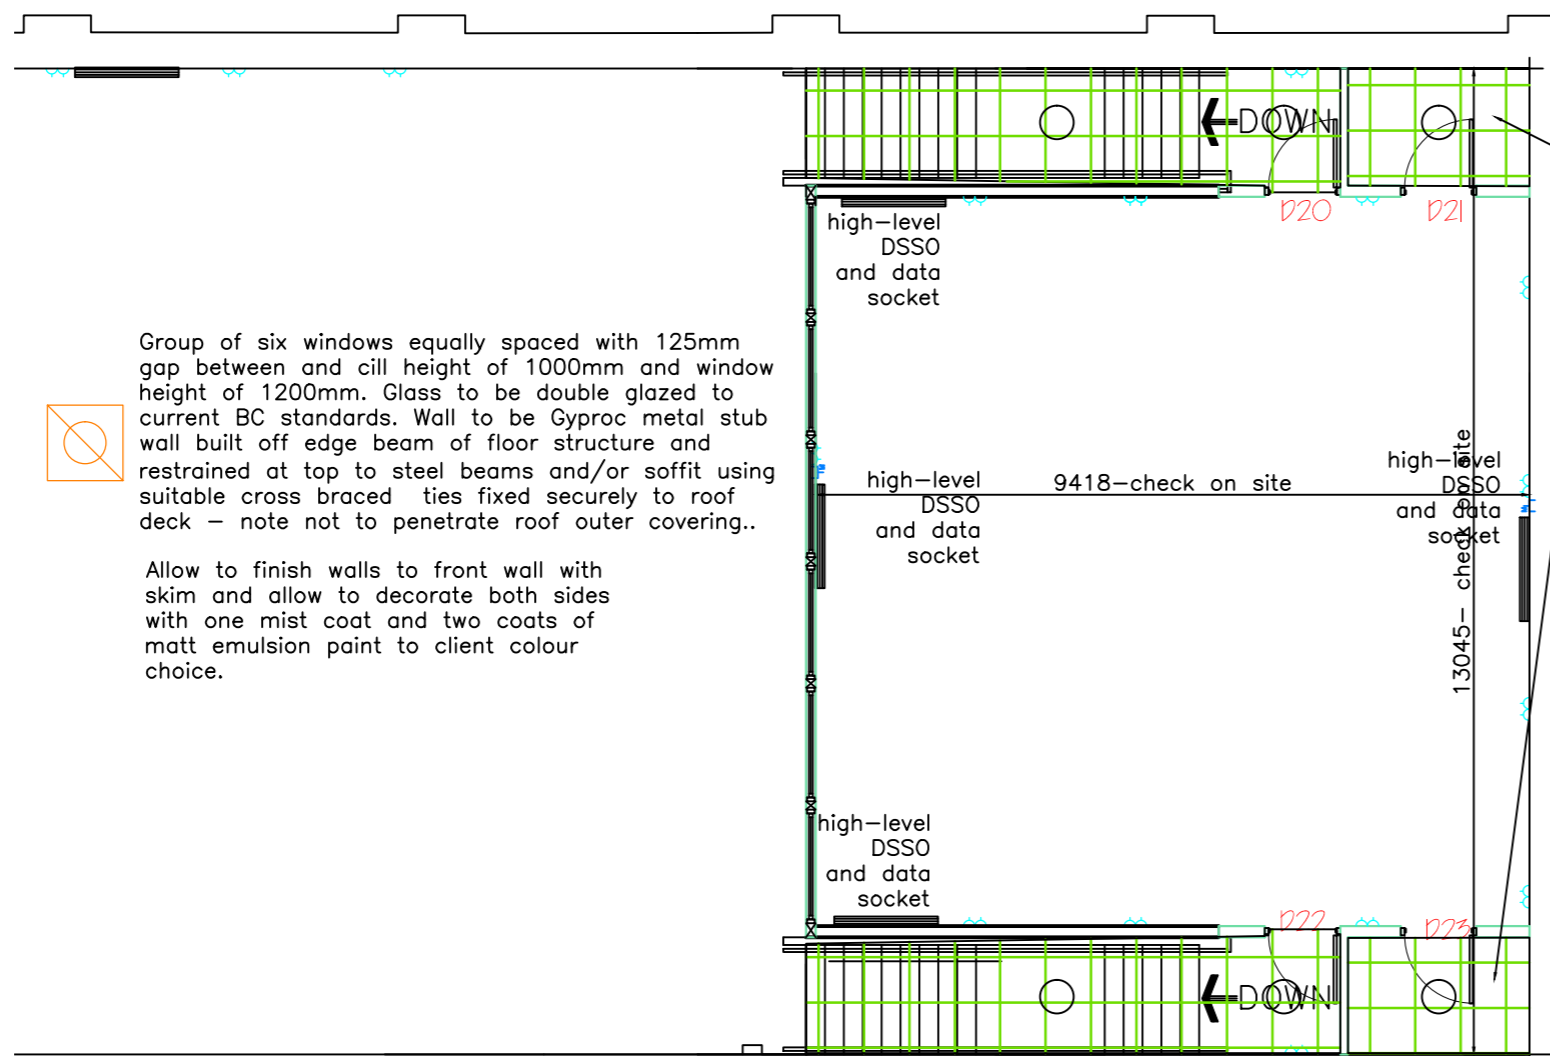 DOWN
D20
D21
high-level
DSSO
and data
socket
Group of six windows equally spaced with 125mm
gap between and cill height of 1000mm and window
height of 1200mm. Glass to be double glazed to
current BC standards. Wall to be Gyproc metal stub
wall built off edge beam of floor structure and
restrained at top to steel beams and/or soffit using
suitable cross braced ties fixed securely to roof
deck – note not to penetrate roof outer covering..
Allow to finish walls to front wall with
skim and allow to decorate both sides
with one mist coat and two coats of
matt emulsion paint to client colour
choice.
high-level
DSSO
and data
socket
9418-check on site
high-level
DSSO
and data
socket
13045- check on site
high-level
DSSO
and data
socket
D22
D23
DOWN